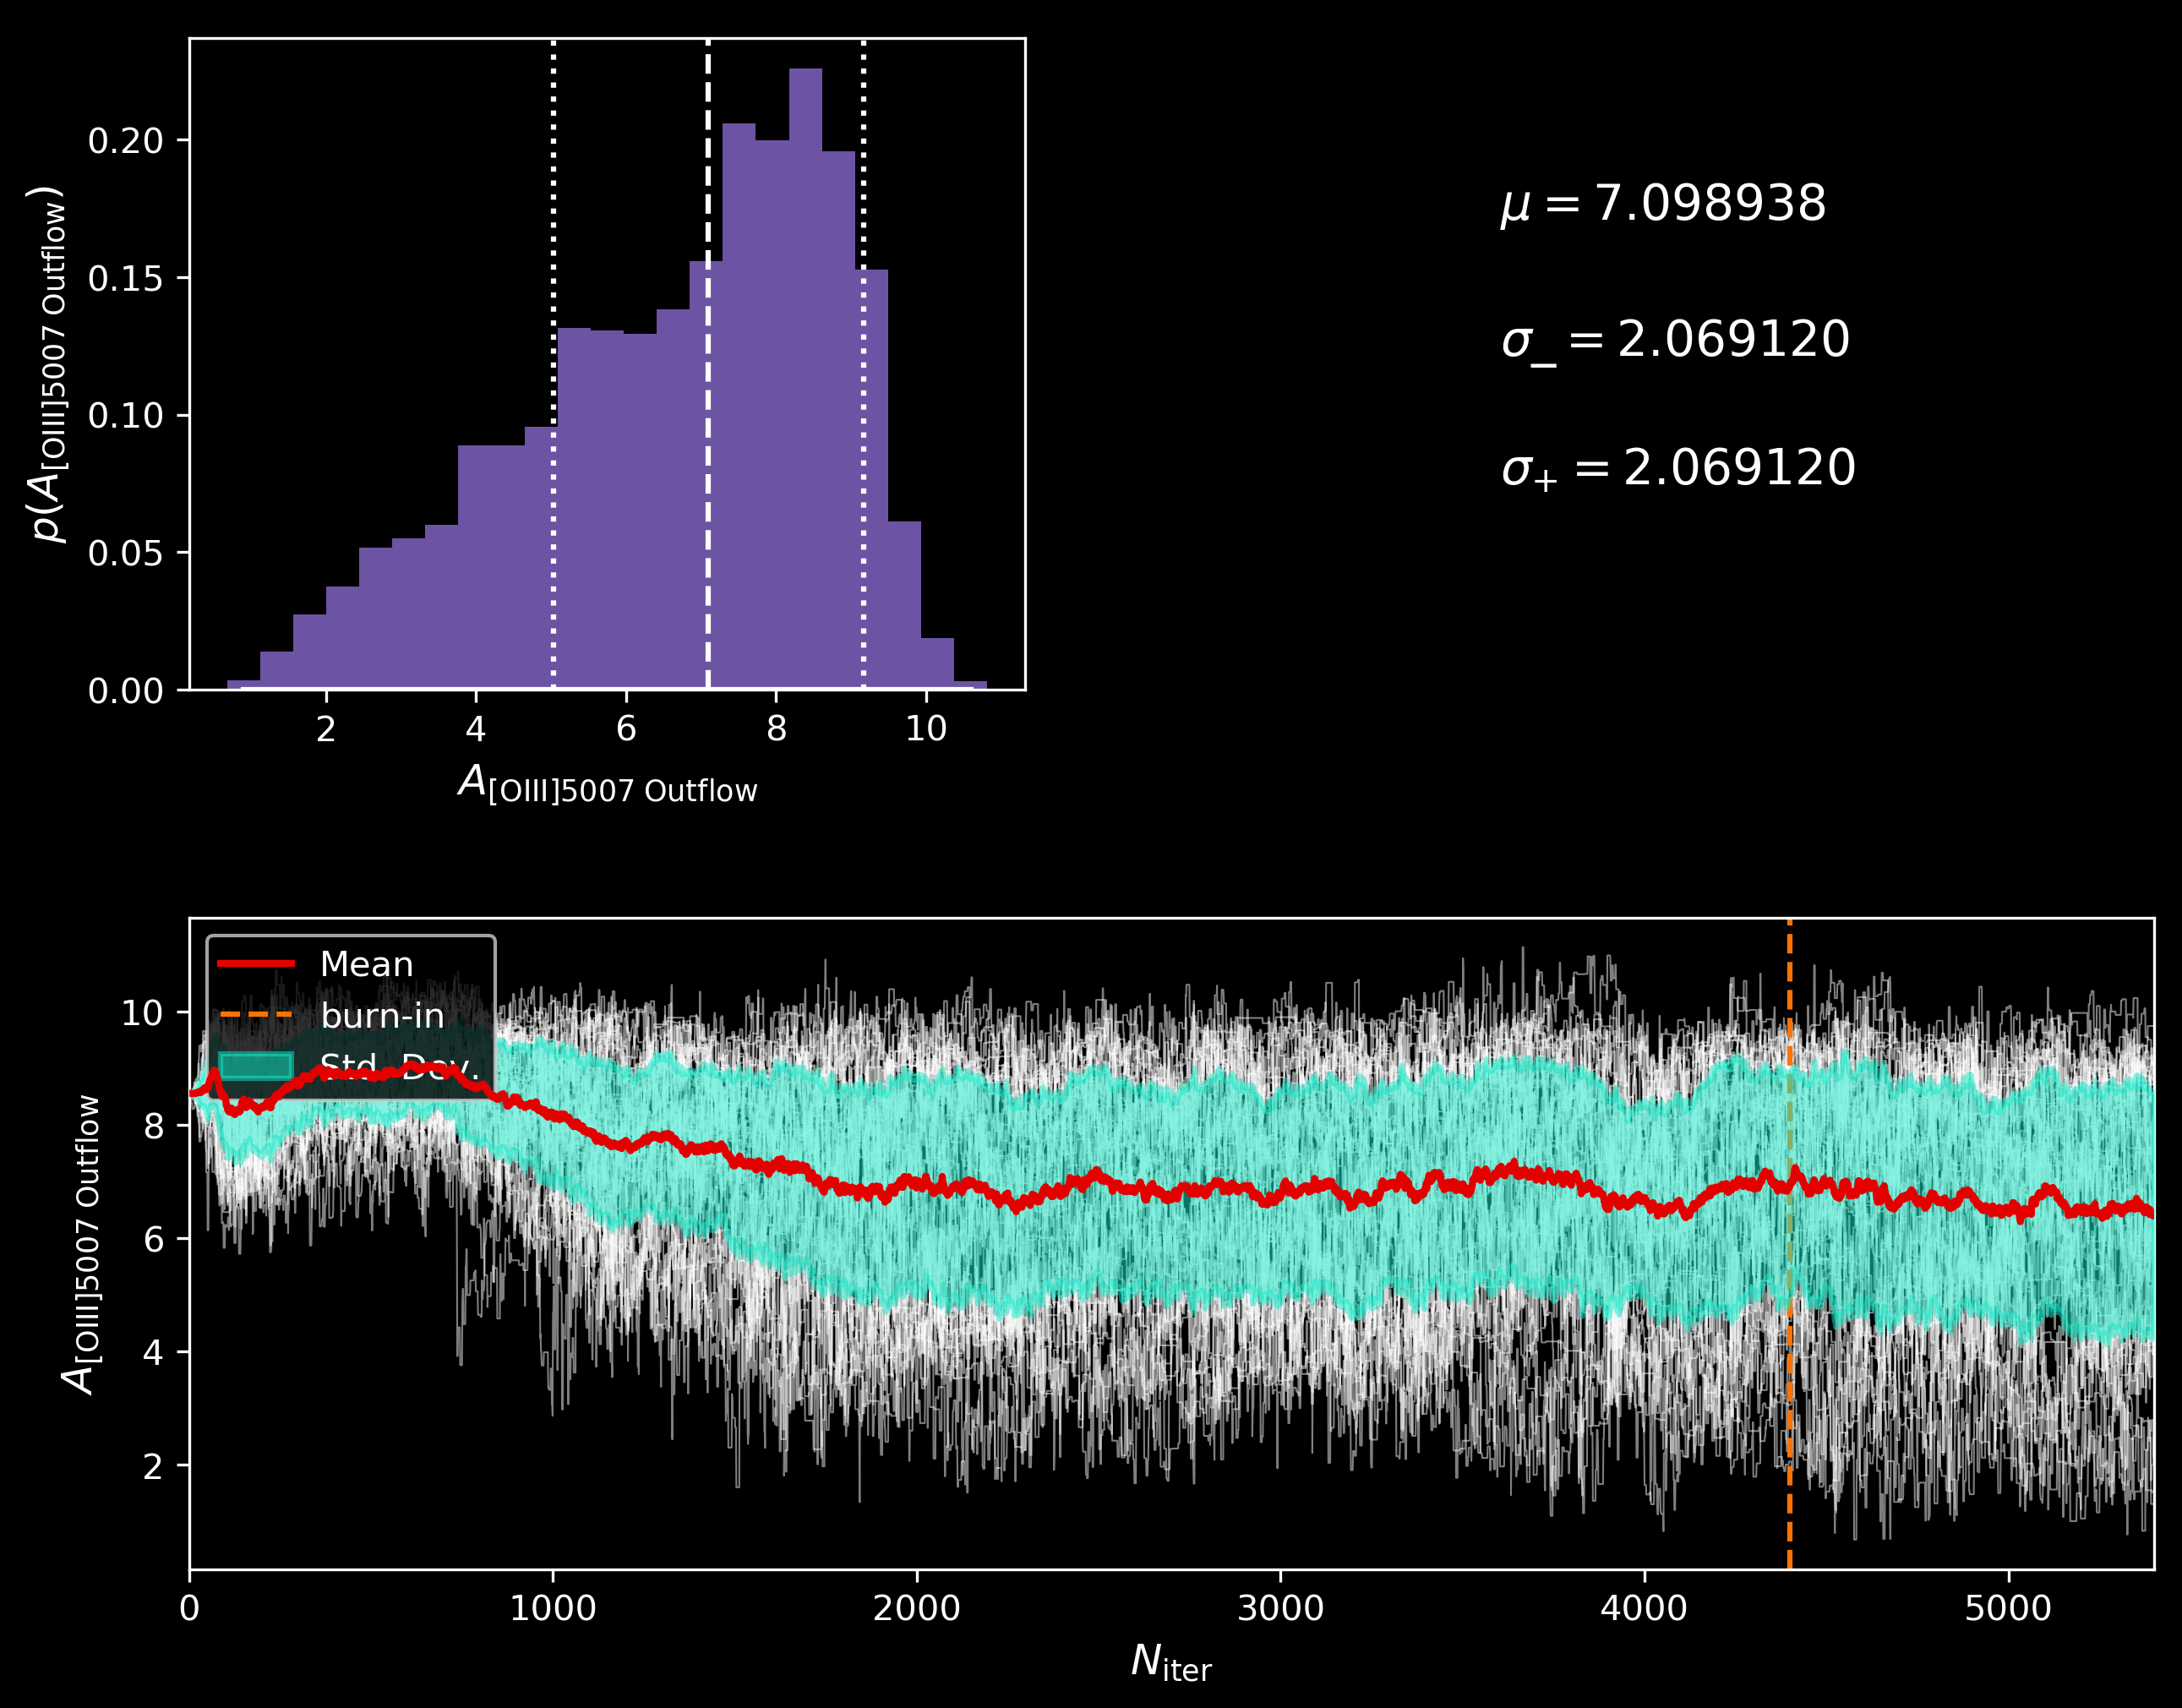 0.20
0.15
0.10
0.05
0.00
p(A[OIII]5007 Outflow)
2 4 6 8 10
A[OIII]5007 Outflow
μ = 7.098938
σ− = 2.069120
σ+ = 2.069120
Mean
burn-in
Std. Dev.
10
8
6
4
2
A[OIII]5007 Outflow
0 1000 2000 3000 4000 5000
Niter